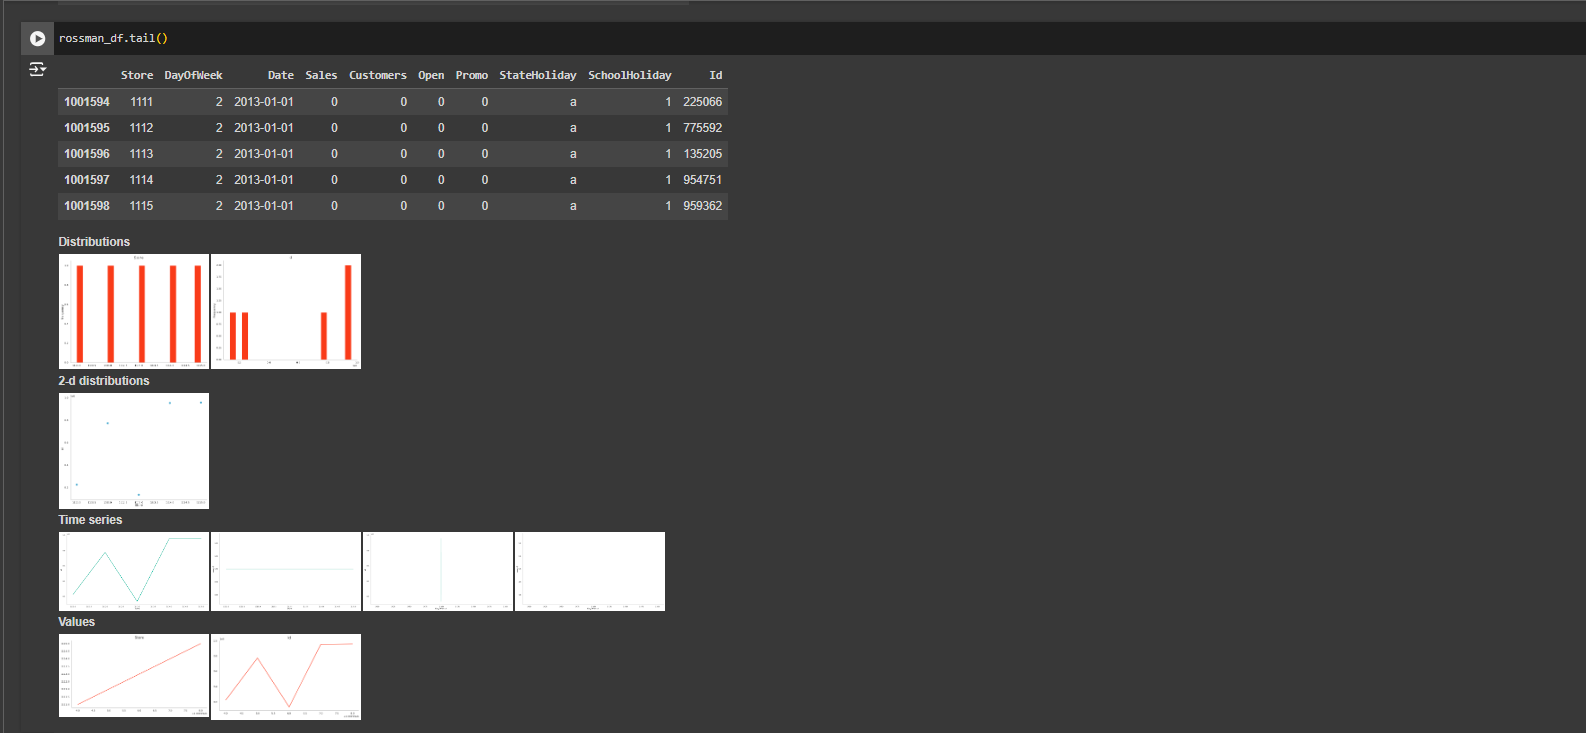 rossman_df.tail()
Store DayOfWeek Date Sales Customers Open Promo StateHoliday SchoolHoliday Id
1001594 1111 2 2013-01-01 0 0 0 0 a 1 225066
1001595 1112 2 2013-01-01 0 0 0 0 a 1 775592
1001596 1113 2 2013-01-01 0 0 0 0 a 1 135205
1001597 1114 2 2013-01-01 0 0 0 0 a 1 954751
1001598 1115 2 2013-01-01 0 0 0 0 a 1 959362
Distributions
2-d distributions
Time series
Values